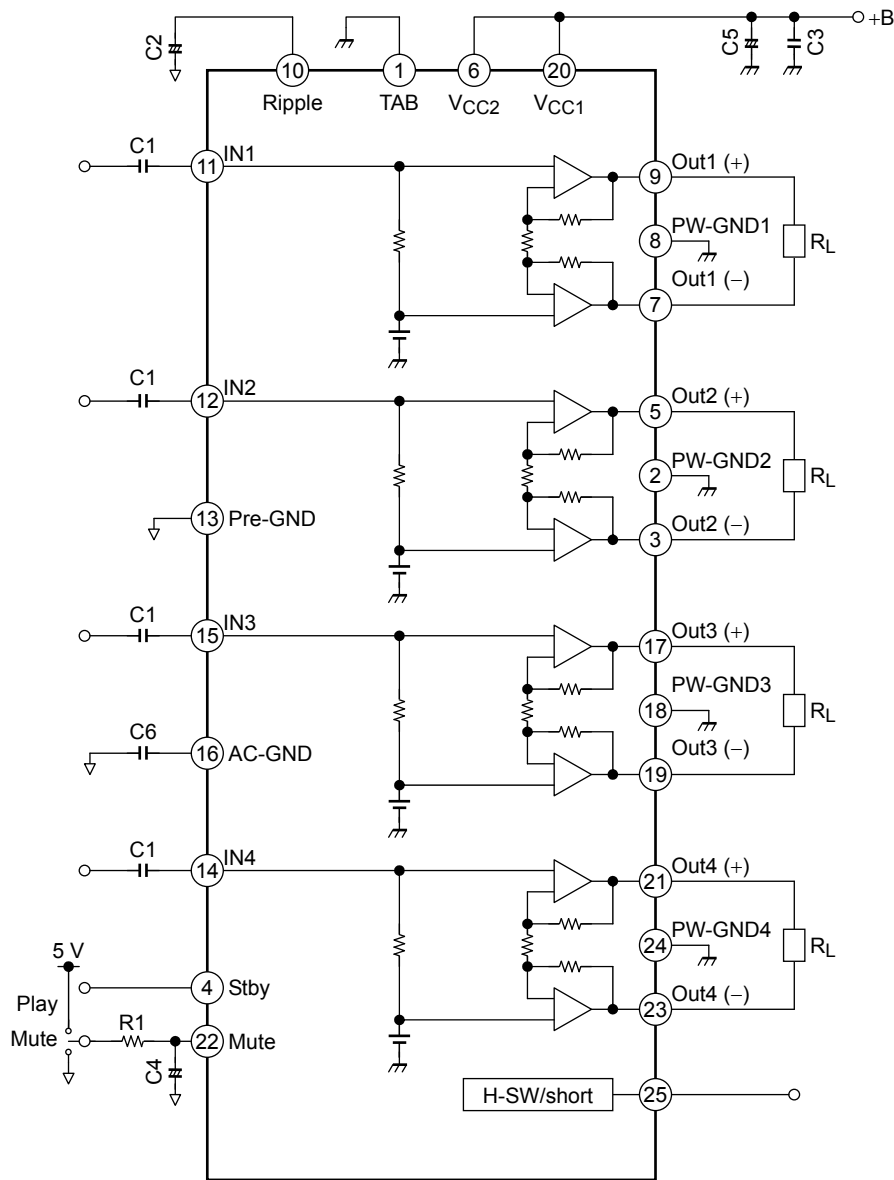 C2
C5
C3
+B
10
1
6
20
Ripple
TAB
VCC2
VCC1
C1
11
IN1
9
Out1 (+)
8
PW-GND1
RL
7
Out1 (−)
C1
12
IN2
5
Out2 (+)
2
PW-GND2
RL
13
Pre-GND
3
Out2 (−)
C1
15
IN3
17
Out3 (+)
18
PW-GND3
RL
C6
16
AC-GND
19
Out3 (−)
C1
14
IN4
21
Out4 (+)
24
PW-GND4
RL
5 V
4
Stby
23
Out4 (−)
Play
Mute
R1
22
Mute
C4
H-SW/short
25